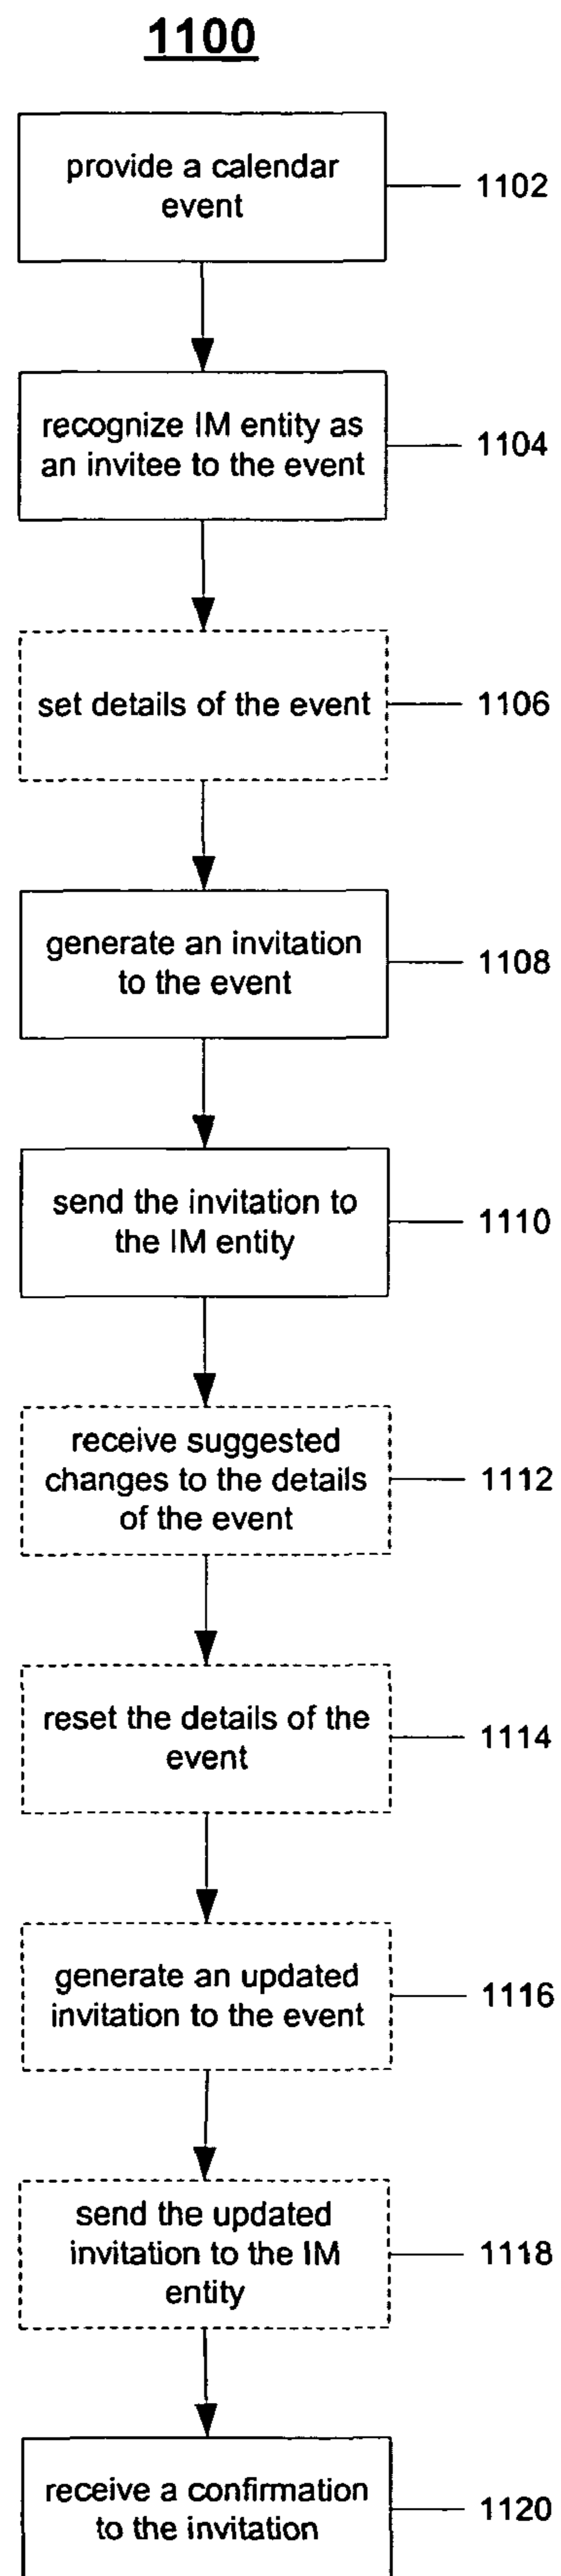 1100
provide a calendar
event
1102
recognize IM entity as
an invitee to the event
1104
set details of the event
1106
generate an invitation
to the event
1108
send the invitation to
the IM entity
1110
receive suggested
changes to the details
of the event
1112
reset the details of the
event
1114
generate an updated
invitation to the event
1116
send the updated
invitation to the IM
entity
1118
receive a confirmation
to the invitation
1120